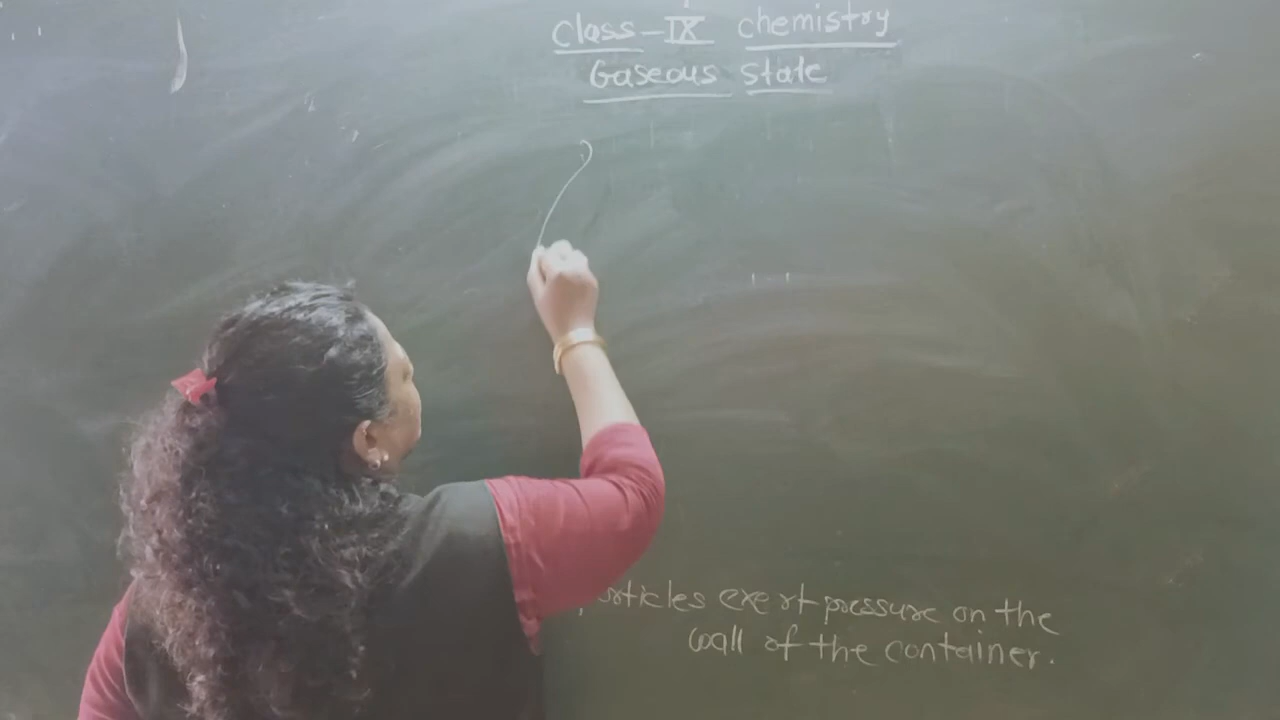 Class-IX chemistry
Gaseous state
particles exert pressure on the
wall of the container.